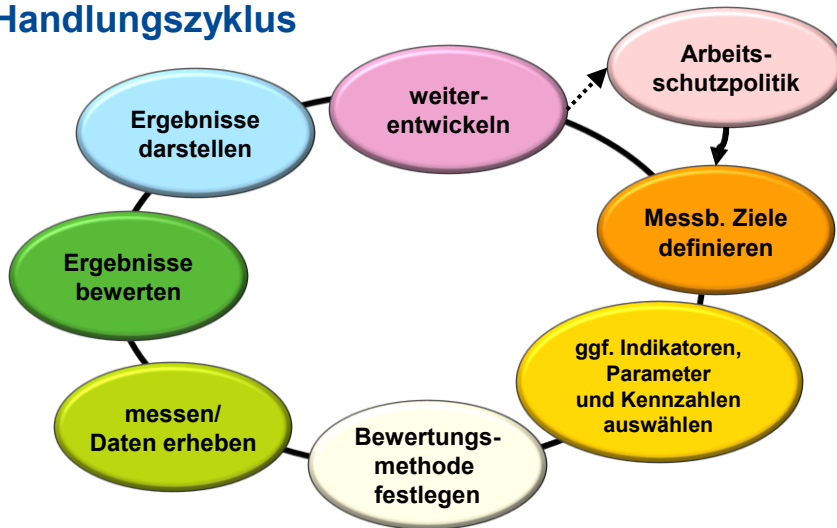 Handlungszyklus
Arbeits-
schutzpolitik
weiter-
entwickeln
Ergebnisse
darstellen
Messb. Ziele
definieren
Ergebnisse
bewerten
ggf. Indikatoren,
Parameter
und Kennzahlen
auswählen
messen/
Daten erheben
Bewertungs-
methode
festlegen